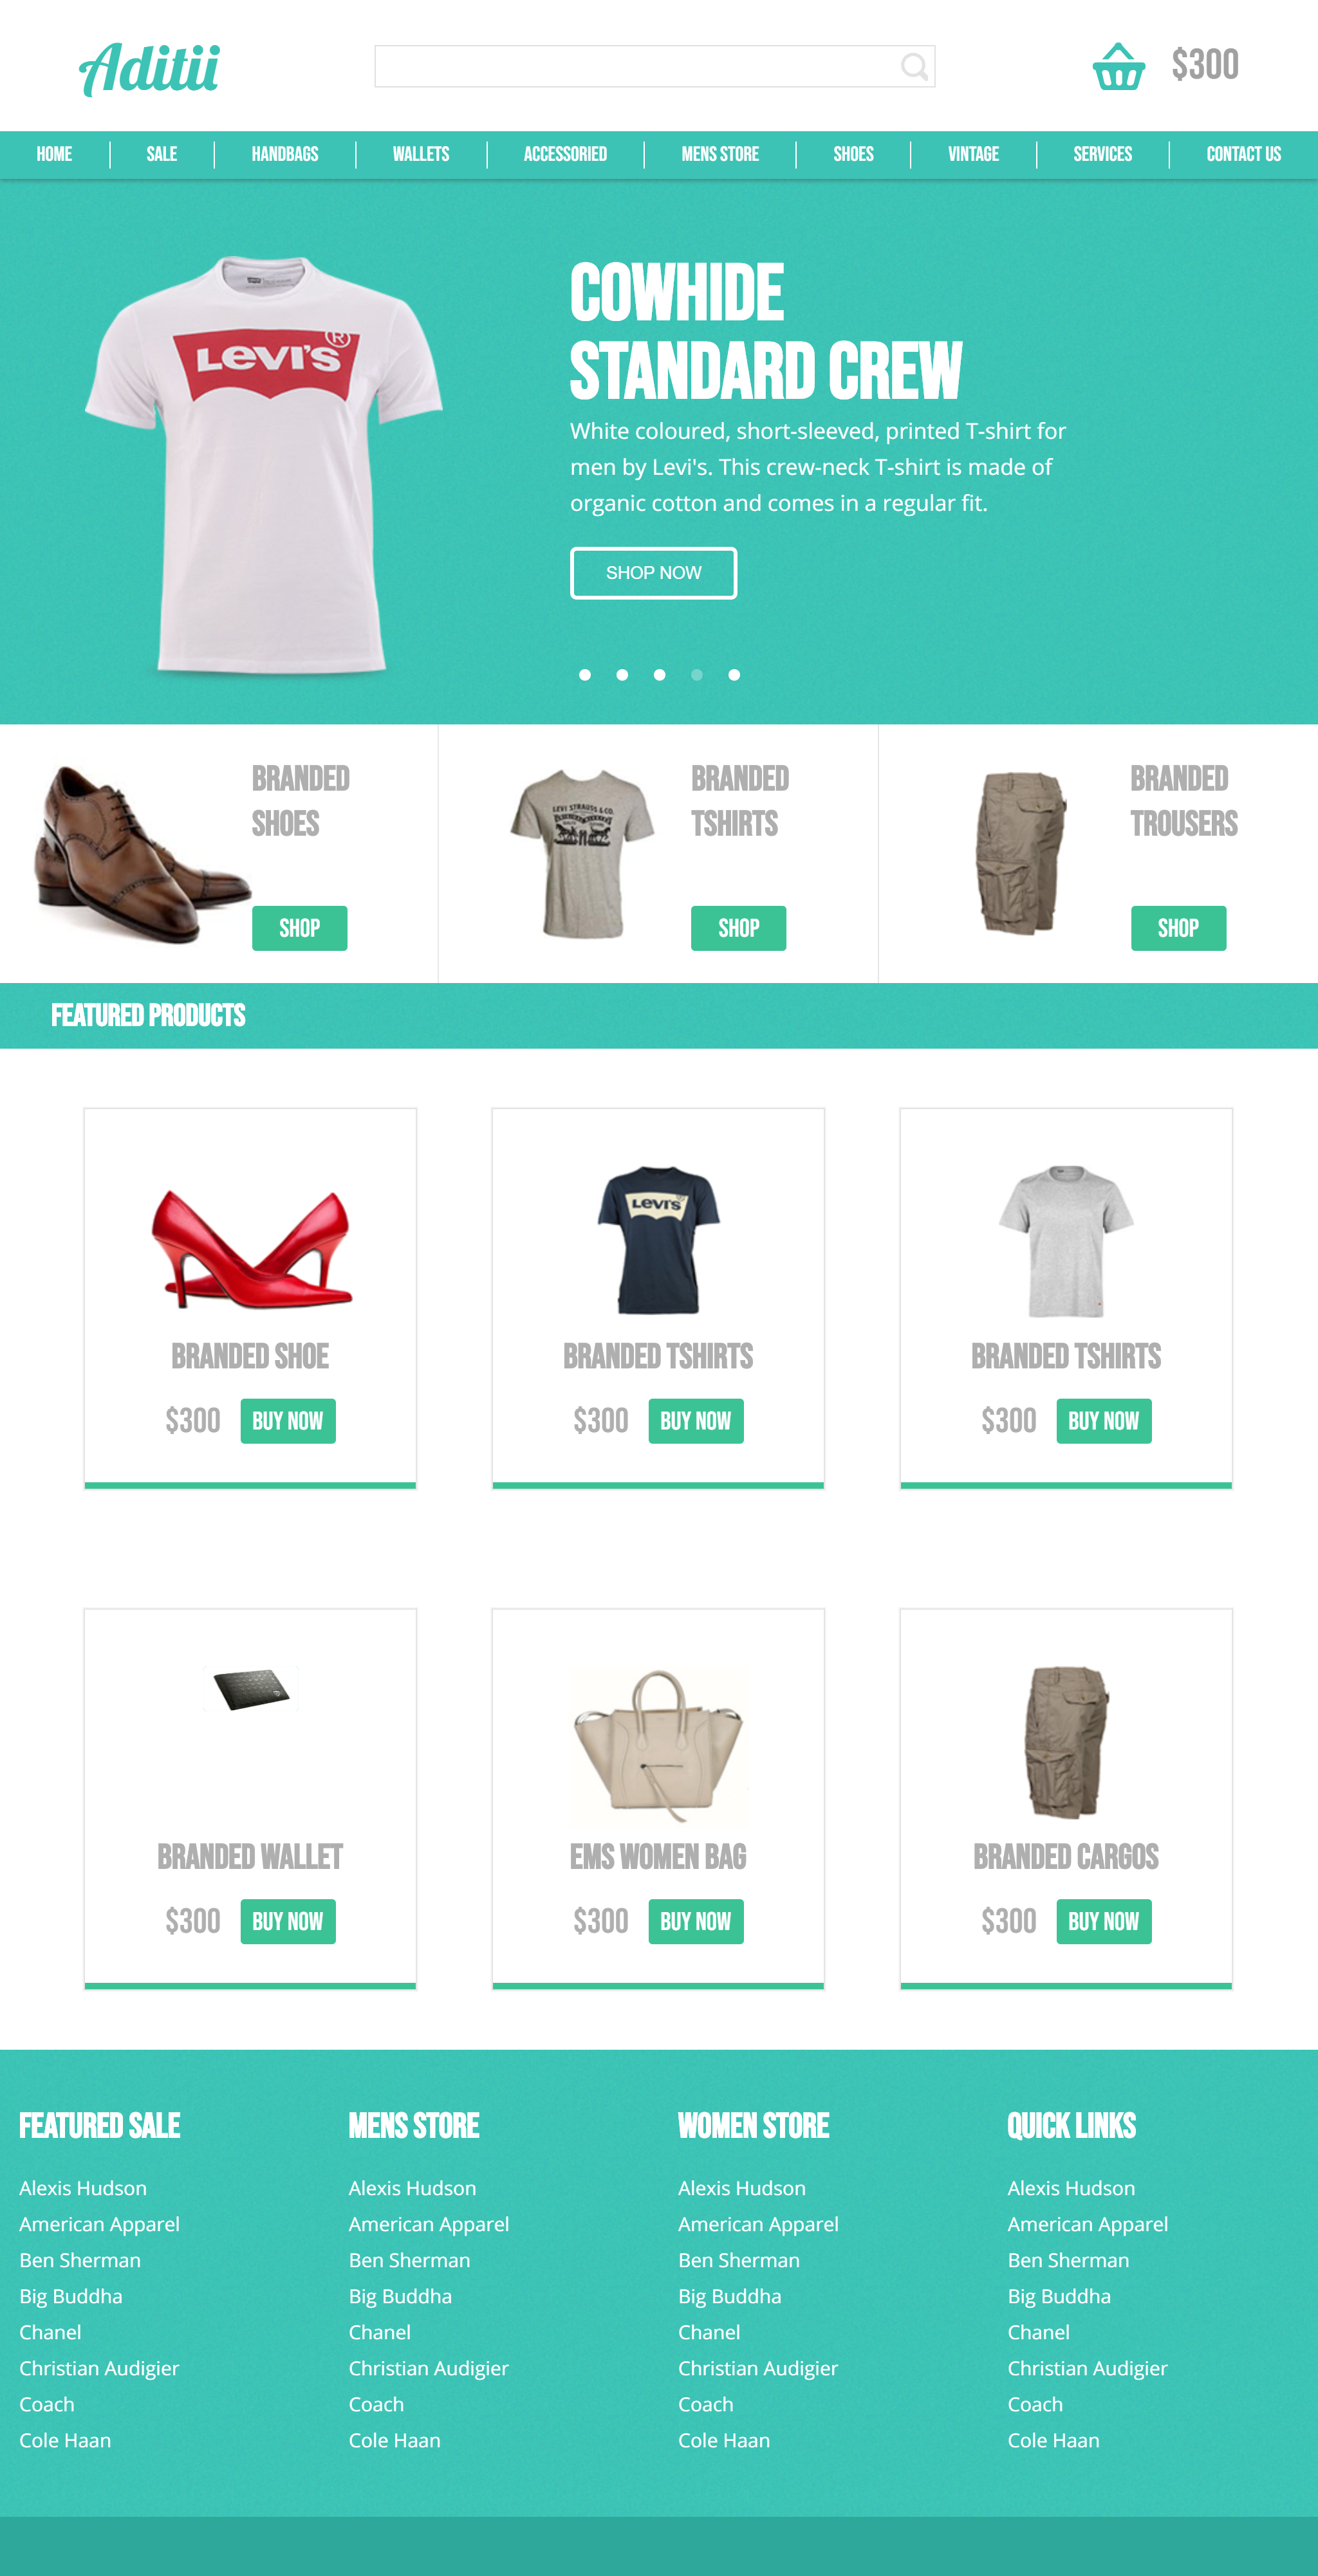 Aditii
$300
HOME
SALE
HANDBAGS
WALLETS
ACCESSORIED
MENS STORE
SHOES
VINTAGE
SERVICES
CONTACT US
LEVI'S
®
COWHIDE
STANDARD CREW
White coloured, short-sleeved, printed T-shirt for
men by Levi's. This crew-neck T-shirt is made of
organic cotton and comes in a regular fit.
SHOP NOW
BRANDED
SHOES
SHOP
LEVI STRAUSS & CO.
BRANDED
TSHIRTS
SHOP
BRANDED
TROUSERS
SHOP
FEATURED PRODUCTS
BRANDED SHOE
$300
BUY NOW
LEVI'S
®
BRANDED TSHIRTS
$300
BUY NOW
BRANDED TSHIRTS
$300
BUY NOW
BRANDED WALLET
$300
BUY NOW
EMS WOMEN BAG
$300
BUY NOW
BRANDED CARGOS
$300
BUY NOW
FEATURED SALE
Alexis Hudson
American Apparel
Ben Sherman
Big Buddha
Chanel
Christian Audigier
Coach
Cole Haan
MENS STORE
Alexis Hudson
American Apparel
Ben Sherman
Big Buddha
Chanel
Christian Audigier
Coach
Cole Haan
WOMEN STORE
Alexis Hudson
American Apparel
Ben Sherman
Big Buddha
Chanel
Christian Audigier
Coach
Cole Haan
QUICK LINKS
Alexis Hudson
American Apparel
Ben Sherman
Big Buddha
Chanel
Christian Audigier
Coach
Cole Haan